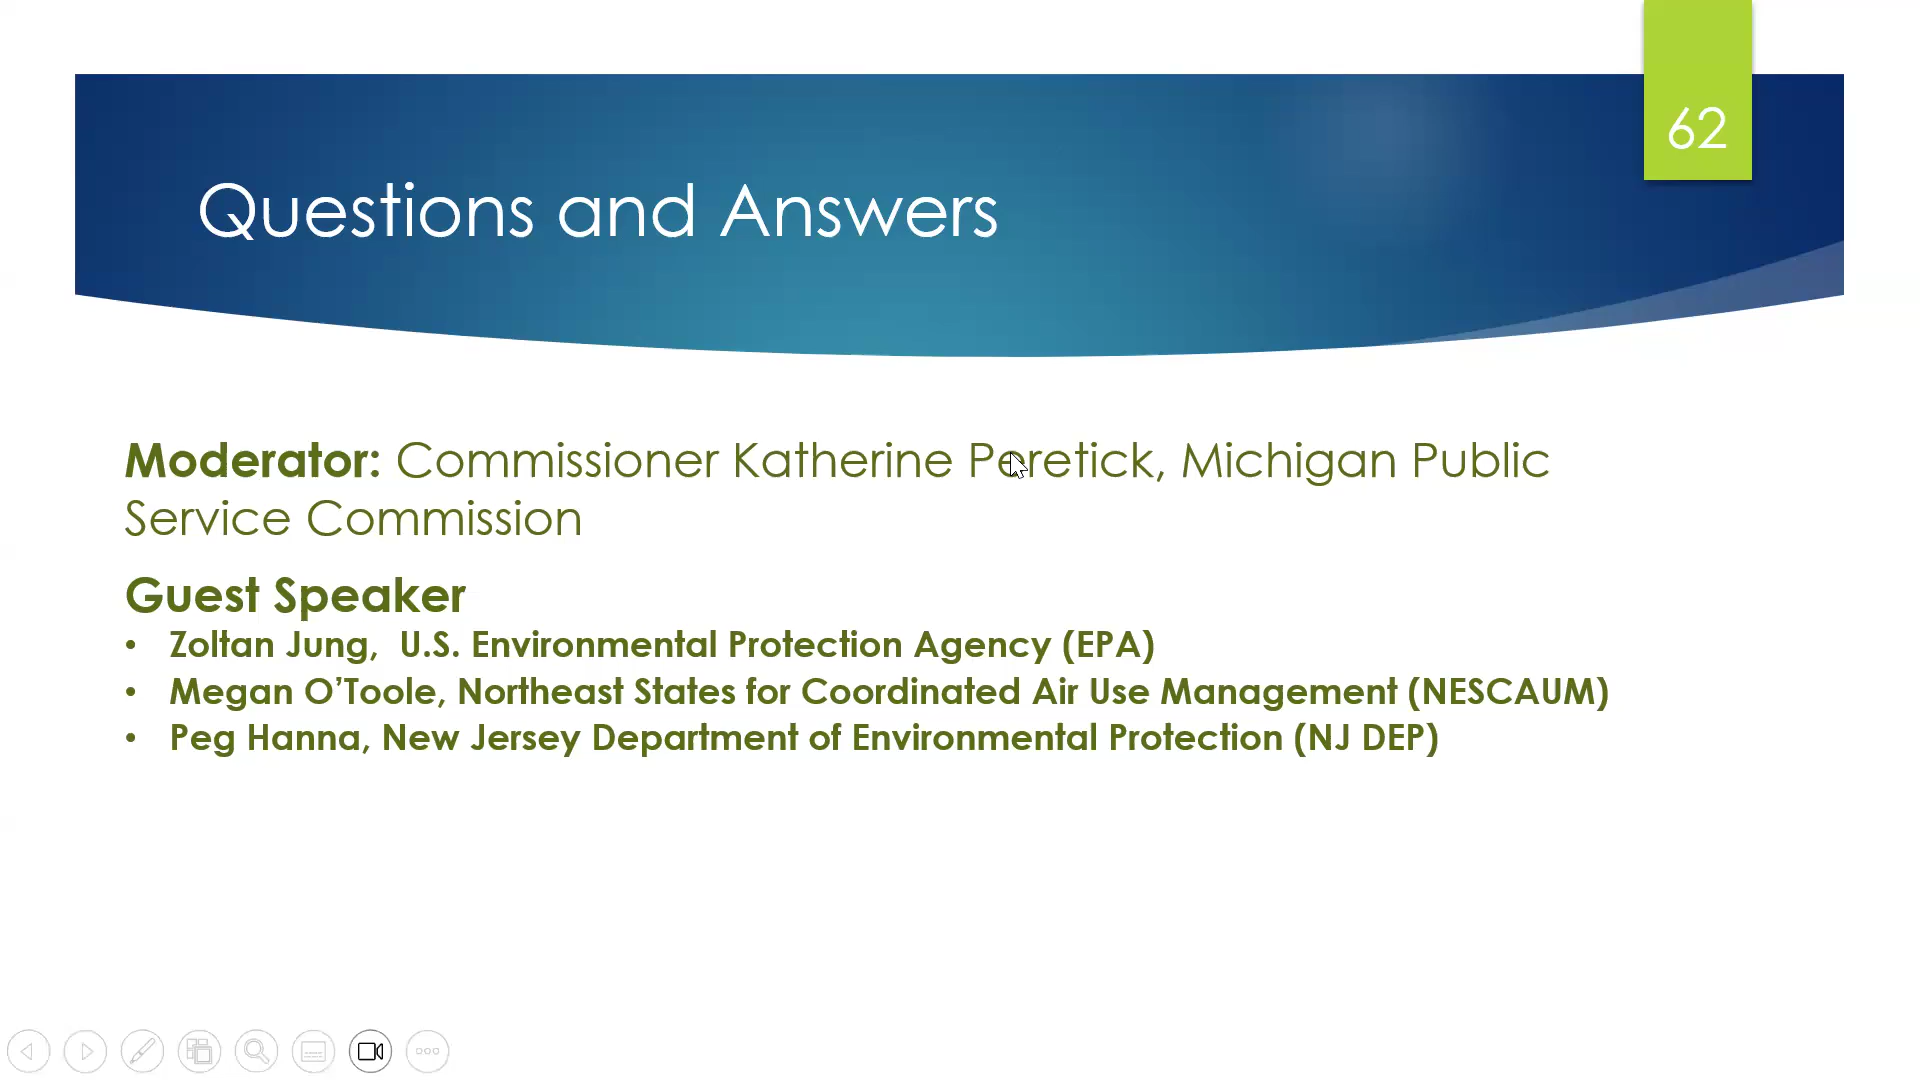 62
Questions and Answers
Moderator: Commissioner Katherine Peretick, Michigan Public
Service Commission
Guest Speaker
• Zoltan Jung, U.S. Environmental Protection Agency (EPA)
• Megan O’Toole, Northeast States for Coordinated Air Use Management (NESCAUM)
• Peg Hanna, New Jersey Department of Environmental Protection (NJ DEP)